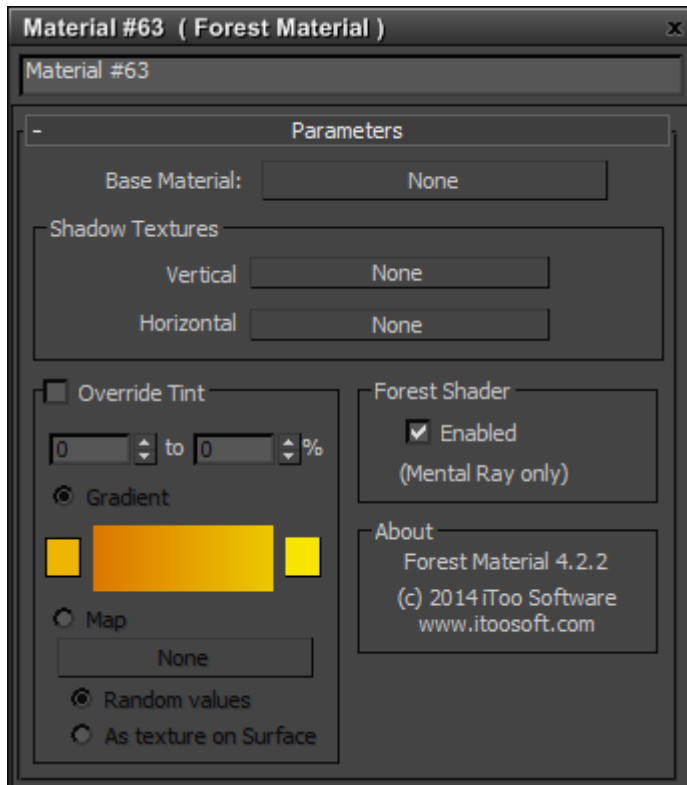 Material #63 ( Forest Material )
x
Material #63
- Parameters
Base Material: None
Shadow Textures
Vertical None
Horizontal None
Override Tint
0 to 0 %
Gradient
Map
None
Random values
As texture on Surface
Forest Shader
Enabled
(Mental Ray only)
About
Forest Material 4.2.2
(c) 2014 iToo Software
www.itoosoft.com